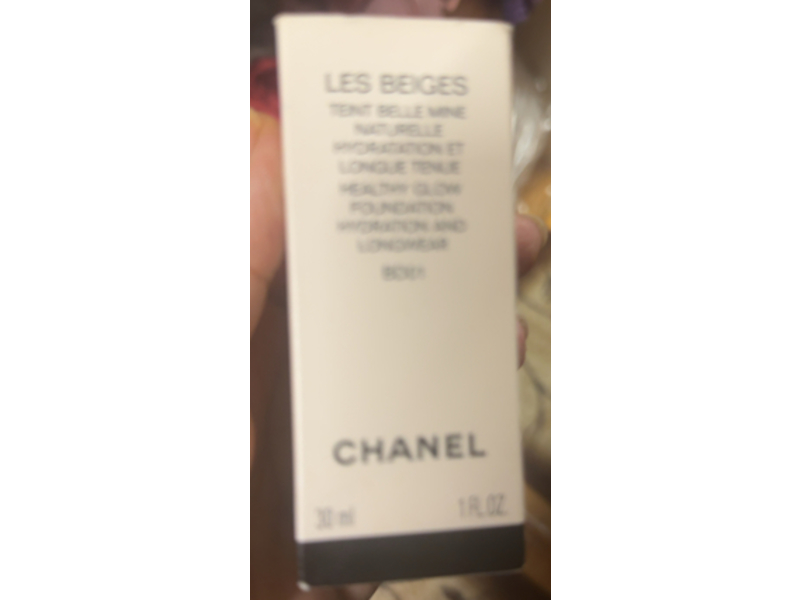 LES BEIGES
TEINT BELLE MINE
NATURELLE
HYDRATATION ET
LONGUE TENUE
HEALTHY GLOW
FOUNDATION
HYDRATION AND
LONGWEAR
CHANEL
30 ml 1 FL. OZ.